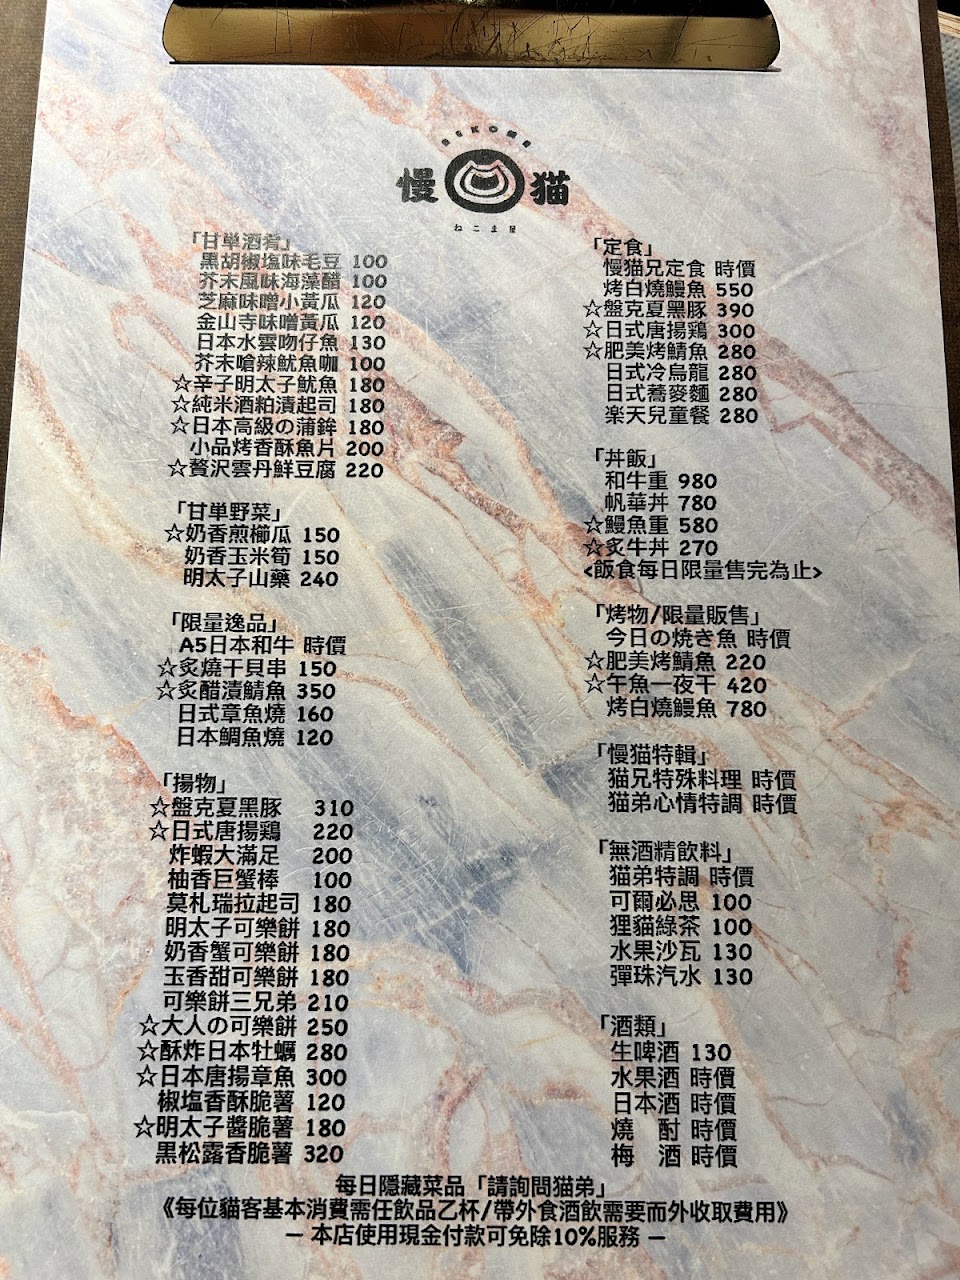 NEKOME
慢 猫
ねこま屋
「甘単酒肴」
黒胡椒塩味毛豆 100
芥末風味海藻醋 100
芝麻味噌小黃瓜 120
金山寺味噌黃瓜 120
日本水雲吻仔魚 130
芥末嗆辣魷魚咖 100
☆辛子明太子魷魚 180
☆純米酒粕漬起司 180
☆日本高級の蒲鉾 180
小品烤香酥魚片 200
☆贅沢雲丹鮮豆腐 220
「甘単野菜」
☆奶香煎櫛瓜 150
奶香玉米筍 150
明太子山藥 240
「限量逸品」
A5日本和牛 時價
☆炙燒干貝串 150
☆炙醋漬鯖魚 350
日式章魚燒 160
日本鯛魚燒 120
「揚物」
☆盤克夏黑豚 310
☆日式唐揚鶏 220
炸蝦大滿足 200
柚香巨蟹棒 100
莫札瑞拉起司 180
明太子可樂餅 180
奶香蟹可樂餅 180
玉香甜可樂餅 180
可樂餅三兄弟 210
☆大人の可樂餅 250
☆酥炸日本牡蠣 280
☆日本唐揚章魚 300
椒塩香酥脆薯 120
☆明太子醬脆薯 180
黒松露香脆薯 320
「定食」
慢猫兄定食 時價
烤白燒鰻魚 550
☆盤克夏黑豚 390
☆日式唐揚鶏 300
☆肥美烤鯖魚 280
日式冷烏龍 280
日式蕎麥麵 280
楽天兒童餐 280
「丼飯」
和牛重 980
帆華丼 780
☆鰻魚重 580
☆炙牛丼 270
<飯食每日限量售完為止>
「烤物/限量販售」
今日の焼き魚 時價
☆肥美烤鯖魚 220
☆午魚一夜干 420
烤白燒鰻魚 780
「慢猫特輯」
猫兄特殊料理 時價
猫弟心情特調 時價
「無酒精飲料」
猫弟特調 時價
可爾必思 100
狸貓綠茶 100
水果沙瓦 130
彈珠汽水 130
「酒類」
生啤酒 130
水果酒 時價
日本酒 時價
燒 酎 時價
梅 酒 時價
每日隱藏菜品「請詢問猫弟」
《每位貓客基本消費需任飲品乙杯/帶外食酒飲需要而外收取費用》
— 本店使用現金付款可免除10%服務 —